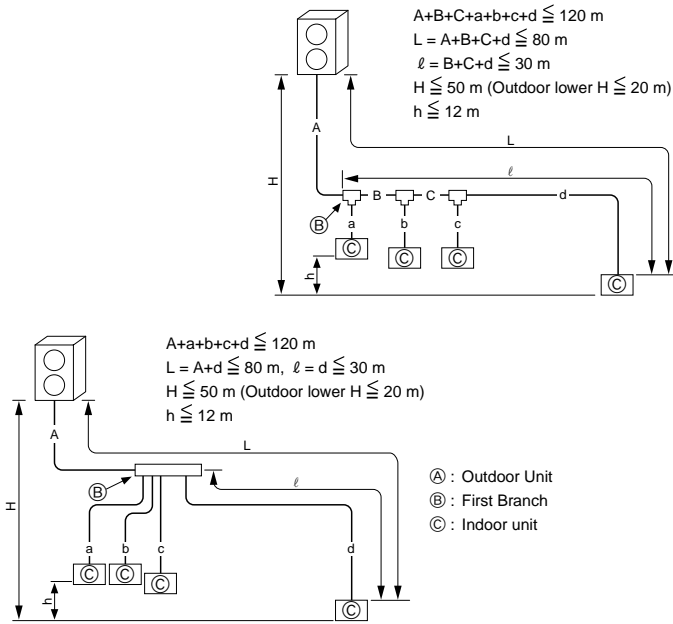 A+B+C+a+b+c+d ≦ 120 m
L = A+B+C+d ≦ 80 m
ℓ = B+C+d ≦ 30 m
H ≦ 50 m (Outdoor lower H ≦ 20 m)
h ≦ 12 m
A
L
H
ℓ
B C d
Ⓑ
a b c
Ⓒ Ⓒ Ⓒ
h
Ⓒ
A+a+b+c+d ≦ 120 m
L = A+d ≦ 80 m, ℓ = d ≦ 30 m
H ≦ 50 m (Outdoor lower H ≦ 20 m)
h ≦ 12 m
A
L
H
ℓ
Ⓑ
a b c d
Ⓒ Ⓒ Ⓒ
h
Ⓒ
Ⓐ : Outdoor Unit
Ⓑ : First Branch
Ⓒ : Indoor unit